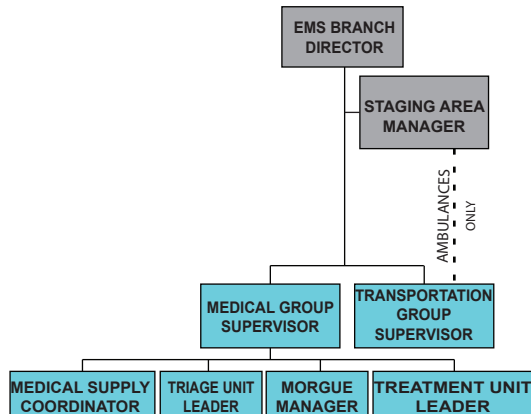 EMS BRANCH
DIRECTOR
STAGING AREA
MANAGER
AMBULANCES
ONLY
MEDICAL GROUP
SUPERVISOR
TRANSPORTATION
GROUP
SUPERVISOR
MEDICAL SUPPLY
COORDINATOR
TRIAGE UNIT
LEADER
MORGUE
MANAGER
TREATMENT UNIT
LEADER